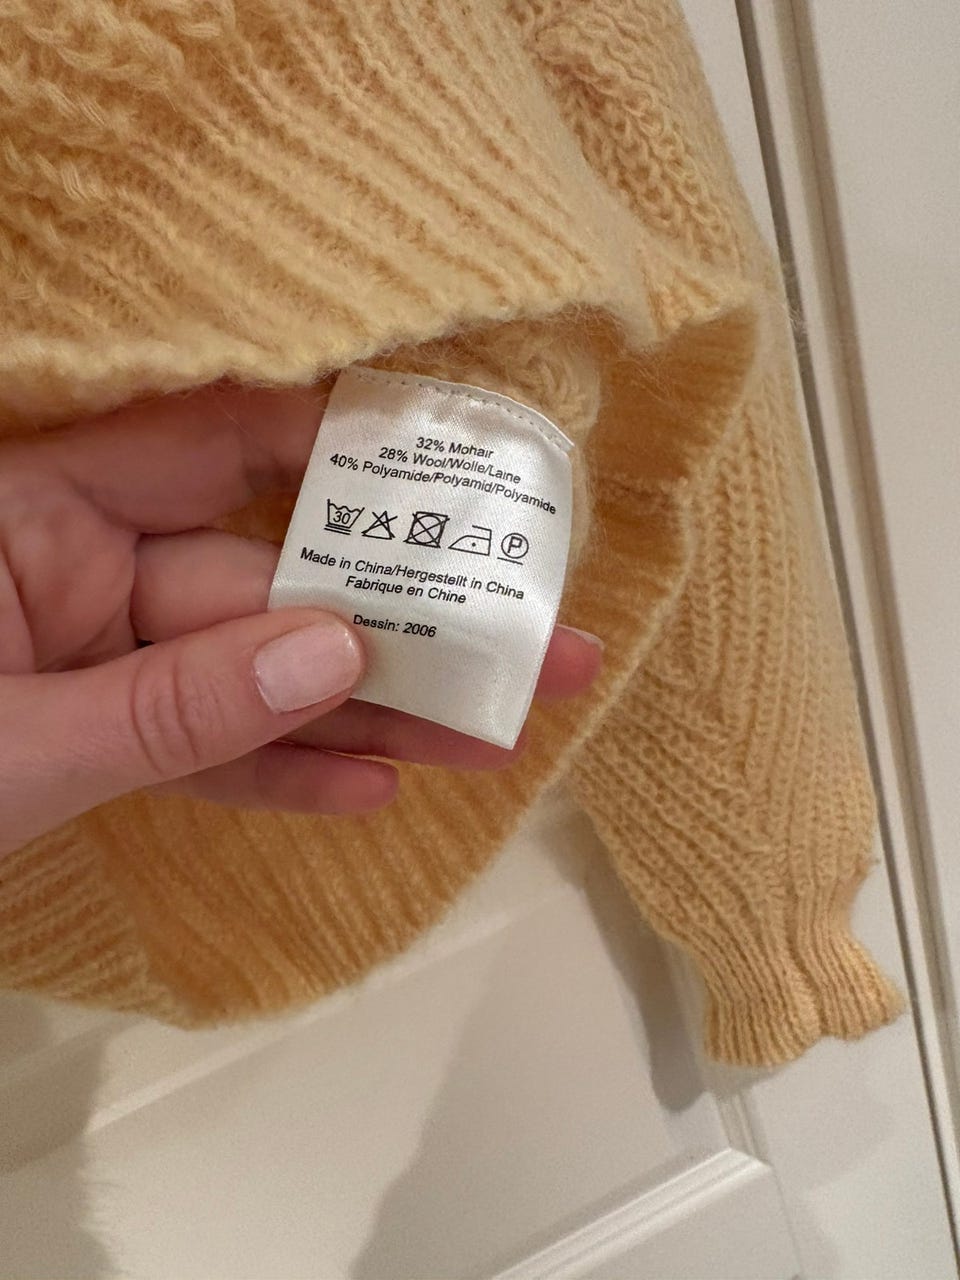 32% Mohair
28% Wool/Wolle/Laine
40% Polyamide/Polyamid/Polyamide
30 P
Made in China/Hergestellt in China
Fabrique en Chine
Dessin: 2006